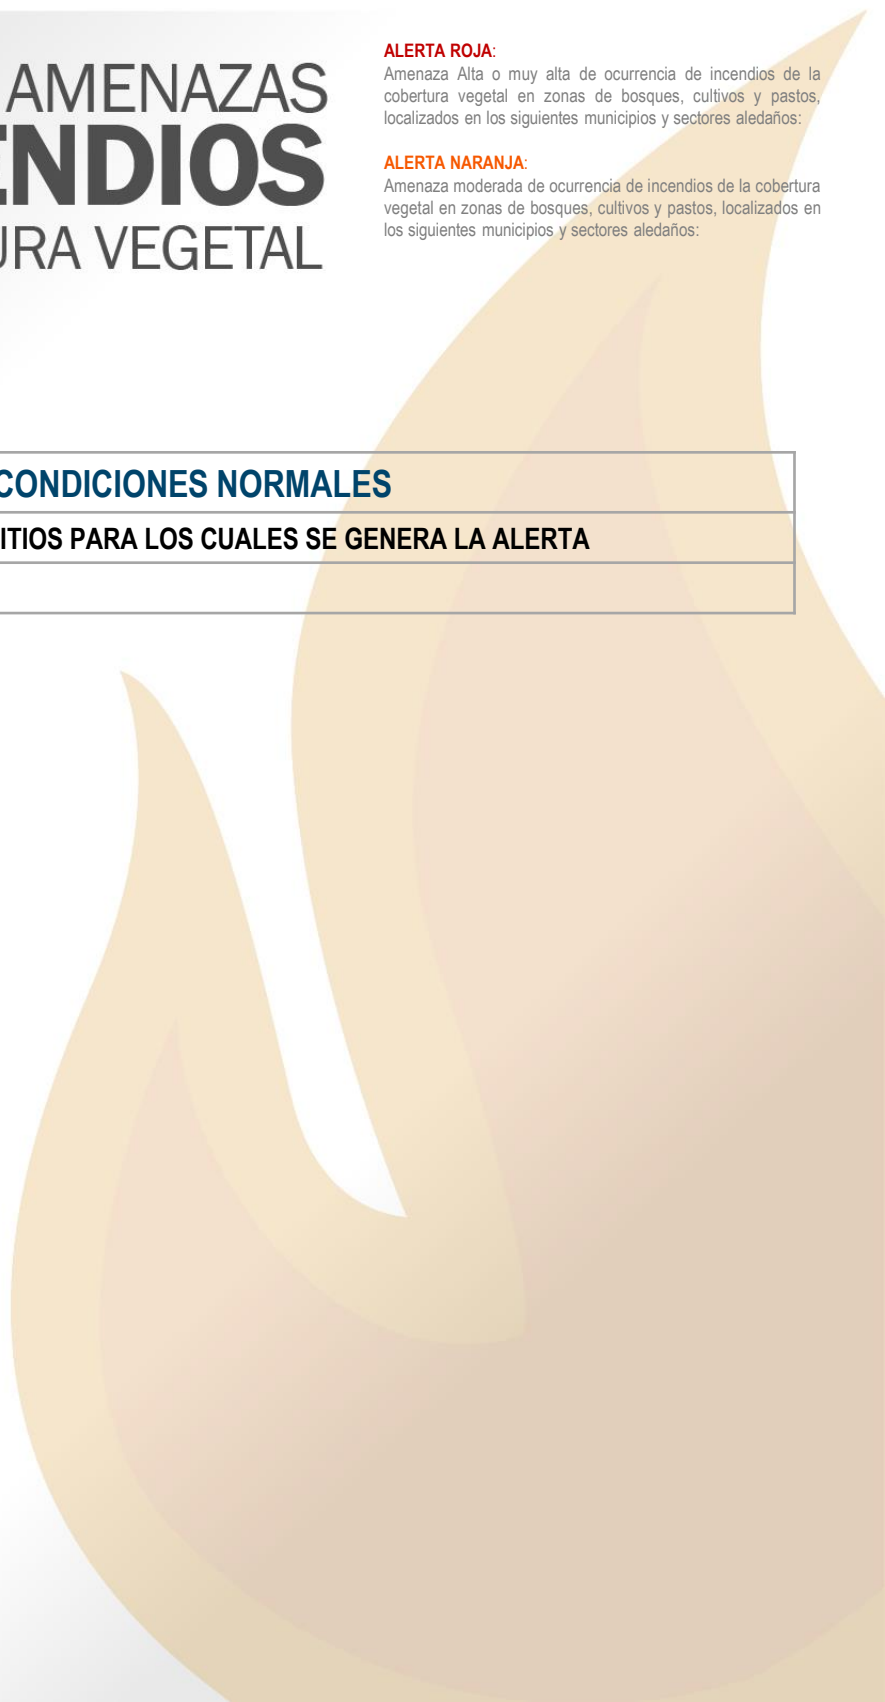 AMENAZAS
ENDIOS
URA VEGETAL
ALERTA ROJA:
Amenaza Alta o muy alta de ocurrencia de incendios de la
cobertura vegetal en zonas de bosques, cultivos y pastos,
localizados en los siguientes municipios y sectores aledaños:
ALERTA NARANJA:
Amenaza moderada de ocurrencia de incendios de la cobertura
vegetal en zonas de bosques, cultivos y pastos, localizados en
los siguientes municipios y sectores aledaños:
CONDICIONES NORMALES
ITIOS PARA LOS CUALES SE GENERA LA ALERTA